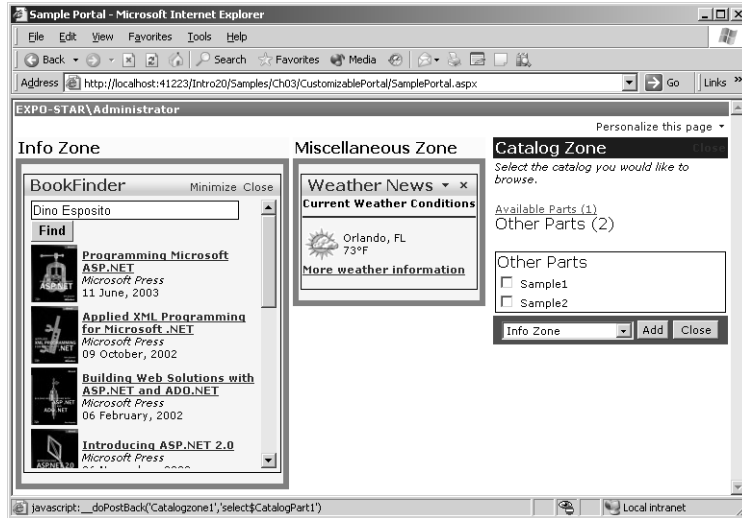 Sample Portal - Microsoft Internet Explorer
File Edit View Favorites Tools Help
Back Search Favorites Media
Address http://localhost:41223/Intro20/Samples/Ch03/CustomizablePortal/SamplePortal.aspx Go Links »
EXPO-STAR\Administrator
Personalize this page
Info Zone
BookFinder Minimize Close
Dino Esposito
Find
Programming Microsoft
ASP.NET
Microsoft Press
11 June, 2003
Applied XML Programming
for Microsoft .NET
Microsoft Press
09 October, 2002
Building Web Solutions with
ASP.NET and ADO.NET
Microsoft Press
06 February, 2002
Introducing ASP.NET 2.0
Microsoft Press
Miscellaneous Zone
Weather News
Current Weather Conditions
Orlando, FL
73°F
More weather information
Catalog Zone Close
Select the catalog you would like to
browse.
Available Parts (1)
Other Parts (2)
Other Parts
Sample1
Sample2
Info Zone Add Close
javascript:__doPostBack('Catalogzone1','select$CatalogPart1') Local intranet